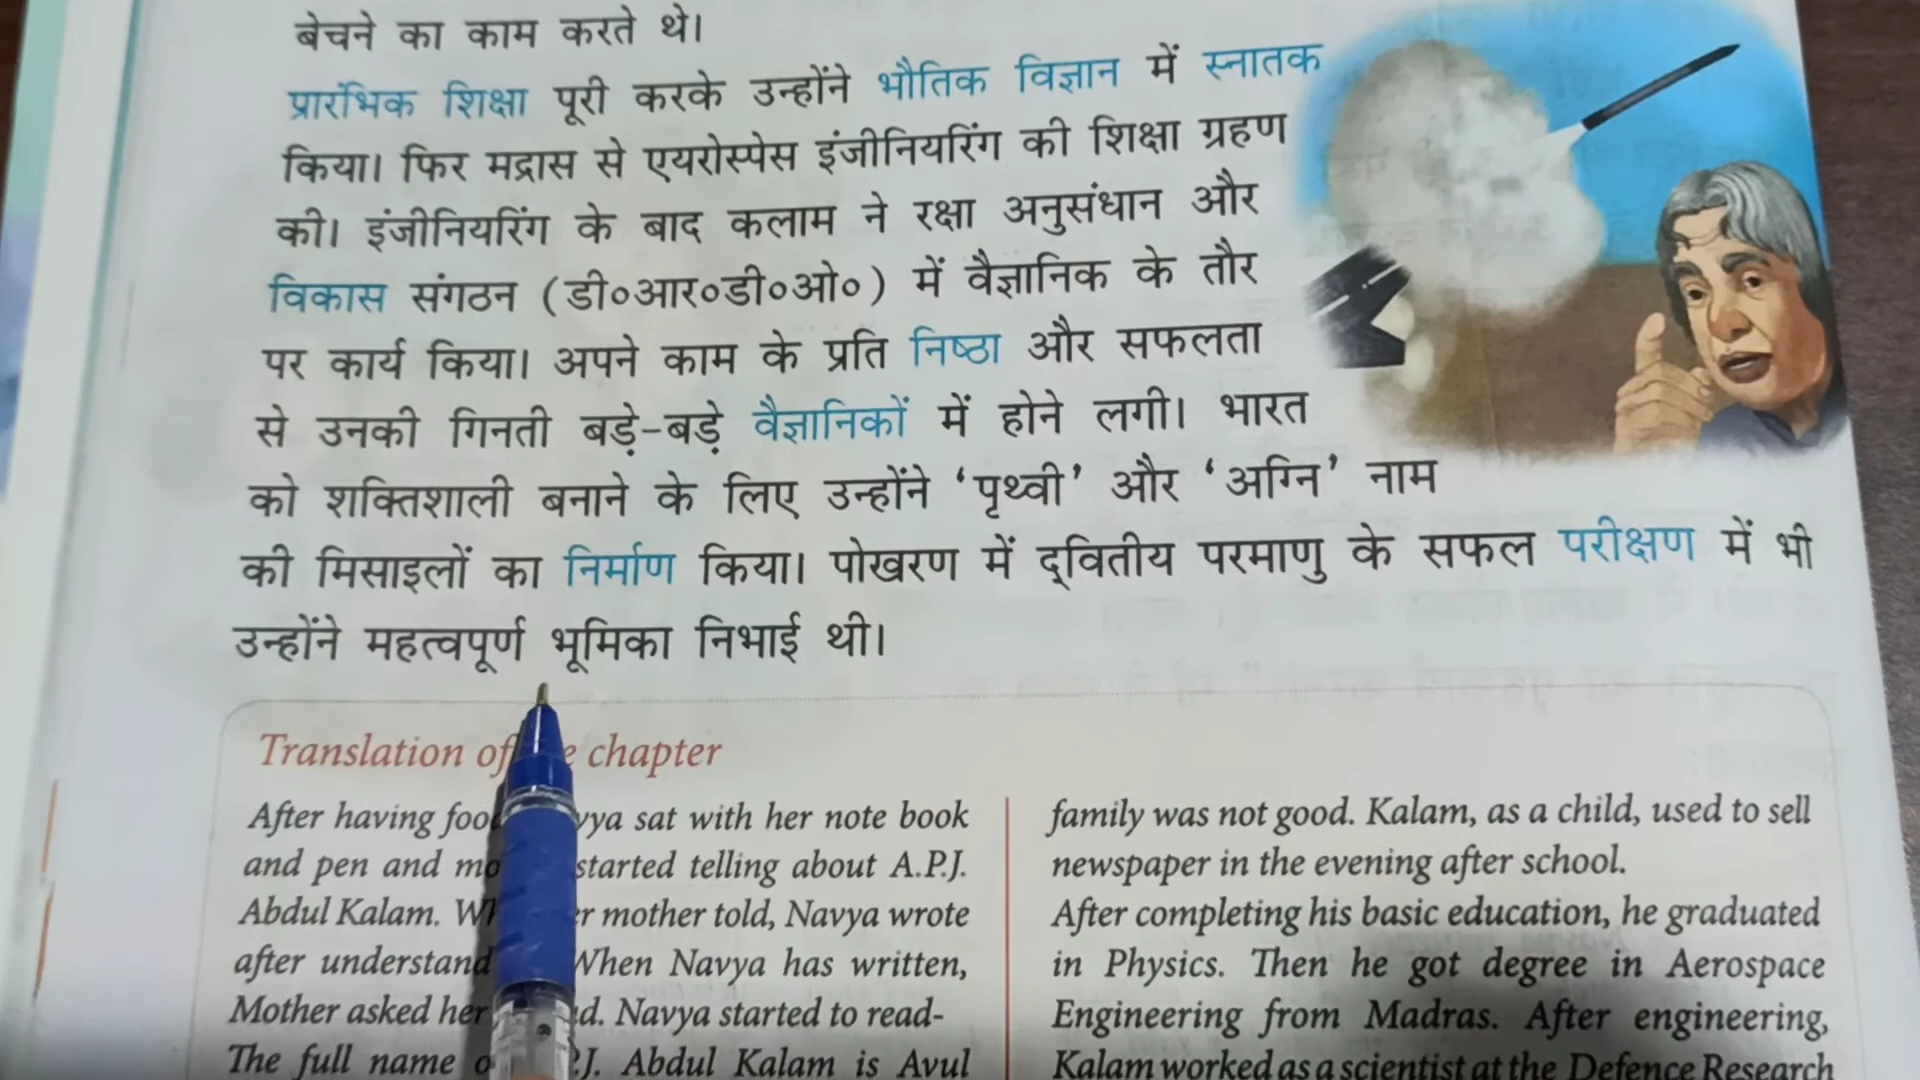 बेचने का काम करते थे।
प्रारंभिक शिक्षा पूरी करके उन्होंने भौतिक विज्ञान में स्नातक
किया। फिर मद्रास से एयरोस्पेस इंजीनियरिंग की शिक्षा ग्रहण
की। इंजीनियरिंग के बाद कलाम ने रक्षा अनुसंधान और
विकास संगठन (डी०आर०डी०ओ०) में वैज्ञानिक के तौर
पर कार्य किया। अपने काम के प्रति निष्ठा और सफलता
से उनकी गिनती बड़े-बड़े वैज्ञानिकों में होने लगी। भारत
को शक्तिशाली बनाने के लिए उन्होंने ‘पृथ्वी’ और ‘अग्नि’ नाम
की मिसाइलों का निर्माण किया। पोखरण में द्‌वितीय परमाणु के सफल परीक्षण में भी
उन्होंने महत्वपूर्ण भूमिका निभाई थी।
Translation of chapter
After having sat with her note book
and pen and started telling about A.P.J.
Abdul Kalam. mother told, Navya wrote
after When Navya has written,
Mother asked her Navya started to read-
The full name Abdul Kalam is Avul
family was not good. Kalam, as a child, used to sell
newspaper in the evening after school.
After completing his basic education, he graduated
in Physics. Then he got degree in Aerospace
Engineering from Madras. After engineering,
Kalam worked as a scientist at the Defence Research